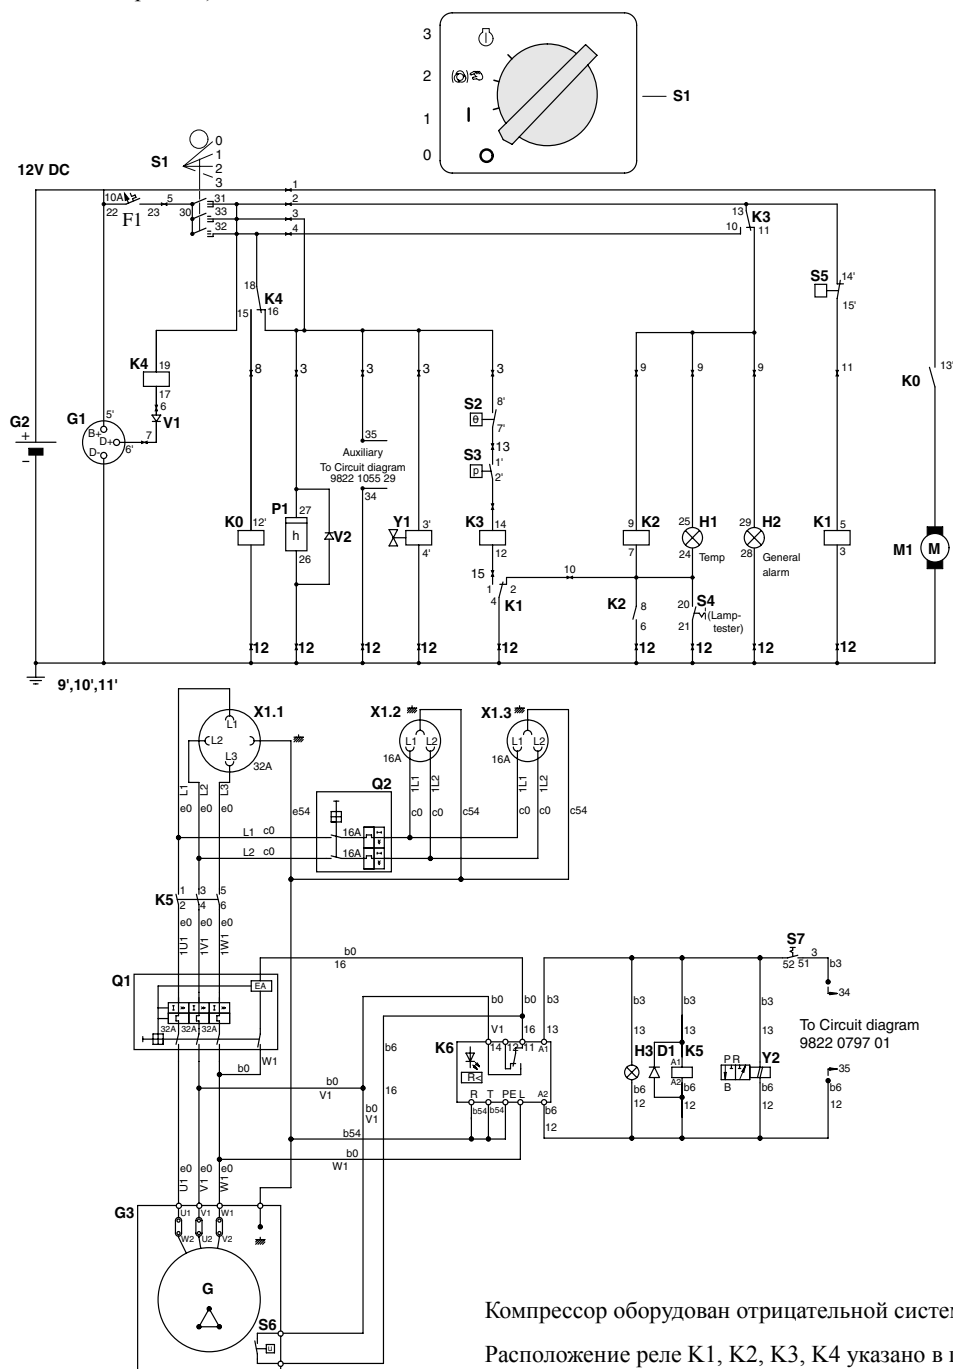 3
2
1
0
S1
S1
0
1
2
3
12V DC
10A
22
F1
23
5
30
31
33
32
1
2
3
4
13
K3
10
11
18
K4
15
16
S5
14'
15'
K4
19
17
6
V1
7
8
3
3
3
3
9
9
9
11
K0
13'
G2
+
−
G1
5'
B+
D+
D-
6'
35
Auxiliary
To Circuit diagram
9822 1055 29
34
S2
θ
8'
7'
13
S3
p
1'
2'
K0
12'
P1
27
h
26
V2
Y1
3'
4'
K3
14
12
15
1
2
4
K1
10
K2
9
7
H1
25
24
Temp
H2
29
28
General
alarm
K1
5
3
M1
M
K2
8
6
20
S4
21
(Lamp-
tester)
12
12
12
12
12
12
12
12
12
9',10',11'
X1.1
L1
L2
L3
32A
X1.2
L1
L2
16A
X1.3
L1
L2
16A
L1
L2
L3
e0
e0
e0
e54
Q2
1L1
1L2
c0
c0
c54
1L1
1L2
c0
c0
c54
L1 c0
16A
L2 c0
16A
K5
1
3
5
2
4
6
e0
e0
e0
1U1
1V1
1W1
Q1
EA
32A
32A
32A
W1
b0
b0
16
b0
V1
b6
16
b0
V1
b0
b0
b3
V1
16
13
K6
14
12
11
A1
R<
R
T
PE
L
A2
b54
b54
b6
12
b54
b0
W1
S7
52
51
3
b3
34
To Circuit diagram
9822 0797 01
35
b6
12
b3
13
H3
b6
12
b3
13
D1
K5
A1
A2
b6
12
b3
13
P R
B
Y2
b6
12
e0
e0
e0
U1
V1
W1
G3
U1
V1
W1
W2
U2
V2
G
S6
u
Компрессор оборудован отрицательной систем
Расположение реле K1, K2, K3, K4 указано в